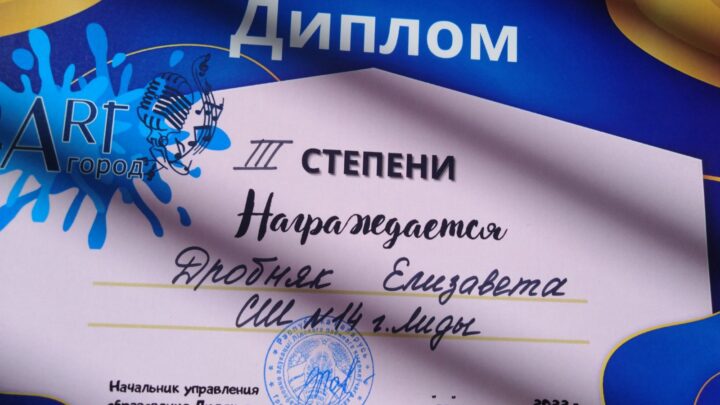 Диплом
ART
город
III СТЕПЕНИ
Награждается
Дробняк Елизавета
СШ №14 г. Лиды
Начальник управления